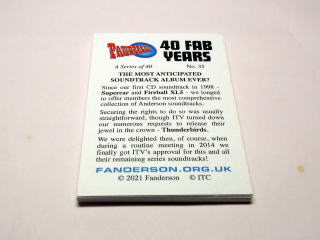 FANDERSON
40 FAB
YEARS
A Series of 40
No. 35
THE MOST ANTICIPATED
SOUNDTRACK ALBUM EVER?
Since our first CD soundtrack in 1998 -
Supercar and Fireball XL5 - we longed
to offer members the most comprehensive
collection of Anderson soundtracks.
Securing the rights to do so was usually
straightforward, though ITV turned down
our numerous requests to release their
jewel in the crown - Thunderbirds.
We were delighted then, of course, when
during a routine meeting in 2014 we
finally got ITV's approval for this and all
their remaining series soundtracks!
FANDERSON.ORG.UK
© 2021 Fanderson © ITC